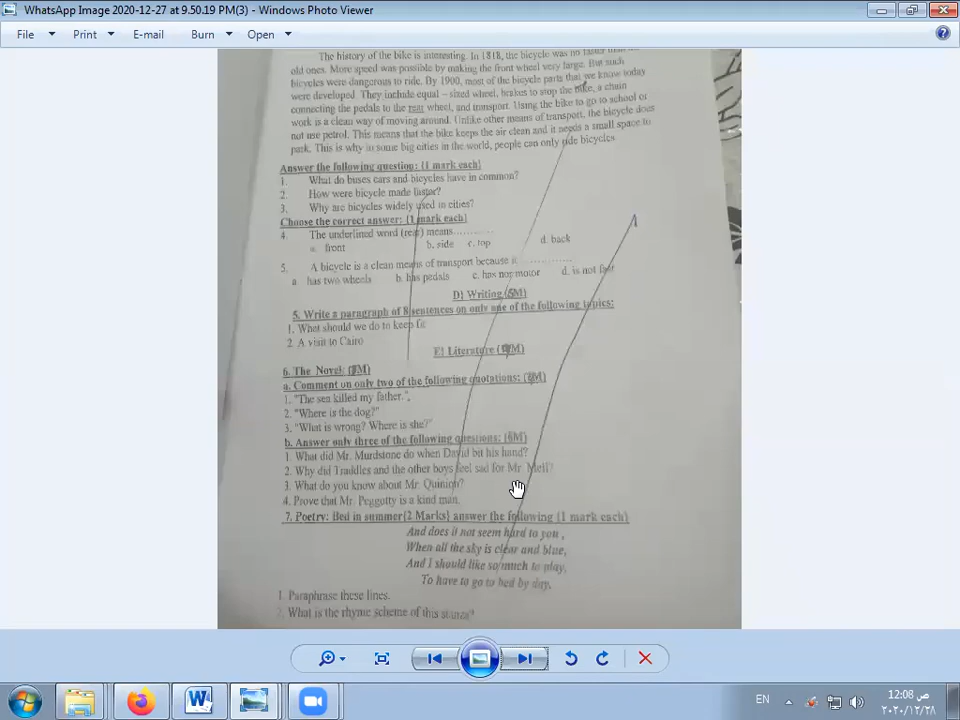 WhatsApp Image 2020-12-27 at 9.50.19 PM(3) - Windows Photo Viewer
File Print E-mail Burn Open
The history of the bike is interesting. In 1818, the bicycle was no faster than
old ones. More speed was possible by making the front wheel very large. But such
bicycles were dangerous to ride. By 1900, most of the bicycle parts that we know today
were developed. They include equal – sized wheel, brakes to stop the bike, a chain
connecting the pedals to the rear wheel, and transport. Using the bike to go to school or
work is a clean way of moving around. Unlike other means of transport, the bicycle does
not use petrol. This means that the bike keeps the air clean and it needs a small space to
park. This is why in some big cities in the world, people can only ride bicycles
Answer the following question: (1 mark each)
1. What do buses cars and bicycles have in common?
2. How were bicycle made faster?
3. Why are bicycles widely used in cities?
Choose the correct answer: (1 mark each)
4. The underlined word (rear) means............
a. front b. side c. top d. back
5. A bicycle is a clean means of transport because it ...............
a has two wheels b. has pedals c. has not motor d. is not fast
D} Writing (5M)
5. Write a paragraph of 8 sentences on only one of the following topics:
1. What should we do to keep fit
2. A visit to Cairo
E} Literature (M)
6. The Novel: (M)
a. Comment on only two of the following quotations: (M)
1. "The sea killed my father.",
2. "Where is the dog?"
3. "What is wrong? Where is she?"
b. Answer only three of the following questions: (6M)
1. What did Mr. Murdstone do when David bit his hand?
2. Why did Traddles and the other boys feel sad for Mr. Mell?
3. What do you know about Mr. Quinion?
4. Prove that Mr. Peggotty is a kind man.
7. Poetry: Bed in summer{2 Marks} answer the following (1 mark each)
And does it not seem hard to you ,
When all the sky is clear and blue,
And I should like so much to play,
To have to go to bed by day.
1. Paraphrase these lines.
2. What is the rhyme scheme of this stanza?
EN
12:08 ص
٢٠٢٠/١٢/٢٨